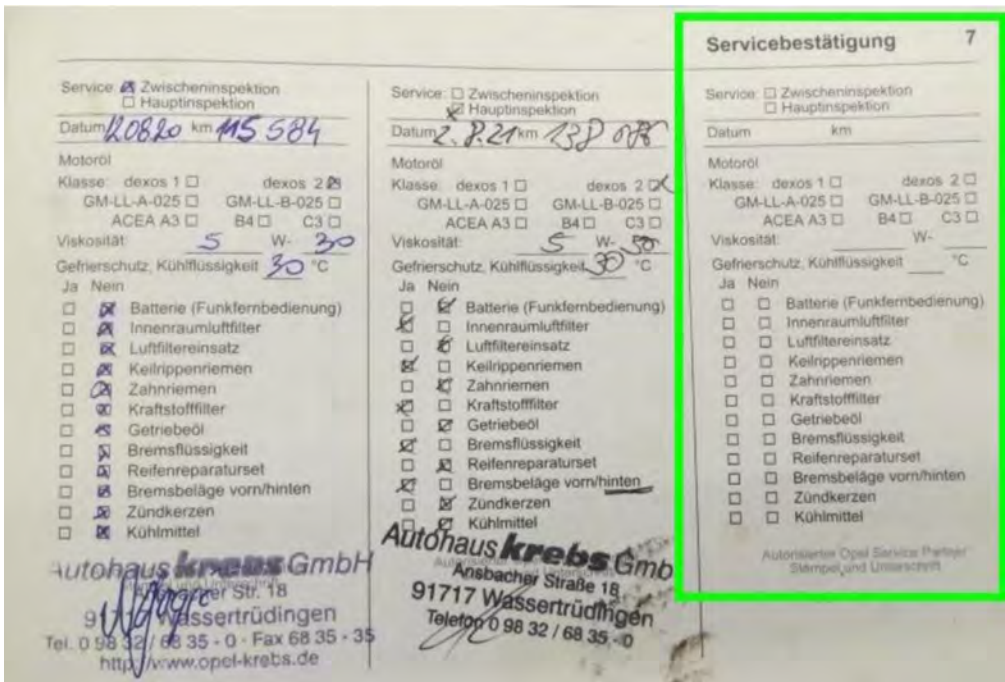 Servicebestätigung 7
Service: Zwischeninspektion
Hauptinspektion
Datum 120820 km 115 584
Motoröl
Klasse: dexos 1 dexos 2
GM-LL-A-025 GM-LL-B-025
ACEA A3 B4 C3
Viskosität: 5 W- 30
Gefrierschutz, Kühlflüssigkeit 30 °C
Ja Nein
Batterie (Funkfernbedienung)
Innenraumluftfilter
Luftfiltereinsatz
Keilrippenriemen
Zahnriemen
Kraftstofffilter
Getriebeöl
Bremsflüssigkeit
Reifenreparaturset
Bremsbeläge vorn/hinten
Zündkerzen
Kühlmittel
Autohaus krebs GmbH
Ansbacher Str. 18
91717 Wassertrüdingen
Tel. 0 98 32 / 68 35 - 0 · Fax 68 35 - 35
http://www.opel-krebs.de
Service: Zwischeninspektion
Hauptinspektion
Datum 2.8.21 km 138 086
Motoröl
Klasse: dexos 1 dexos 2
GM-LL-A-025 GM-LL-B-025
ACEA A3 B4 C3
Viskosität: 5 W- 30
Gefrierschutz, Kühlflüssigkeit 30 °C
Ja Nein
Batterie (Funkfernbedienung)
Innenraumluftfilter
Luftfiltereinsatz
Keilrippenriemen
Zahnriemen
Kraftstofffilter
Getriebeöl
Bremsflüssigkeit
Reifenreparaturset
Bremsbeläge vorn/hinten
Zündkerzen
Kühlmittel
Autohaus krebs Gmb
Ansbacher Straße 18
91717 Wassertrüdingen
Telefon 0 98 32 / 68 35 - 0
Service: Zwischeninspektion
Hauptinspektion
Datum km
Motoröl
Klasse: dexos 1 dexos 2
GM-LL-A-025 GM-LL-B-025
ACEA A3 B4 C3
Viskosität: W-
Gefrierschutz, Kühlflüssigkeit °C
Ja Nein
Batterie (Funkfernbedienung)
Innenraumluftfilter
Luftfiltereinsatz
Keilrippenriemen
Zahnriemen
Kraftstofffilter
Getriebeöl
Bremsflüssigkeit
Reifenreparaturset
Bremsbeläge vorn/hinten
Zündkerzen
Kühlmittel
Autorisierter Opel Service Partner
Stempel und Unterschrift